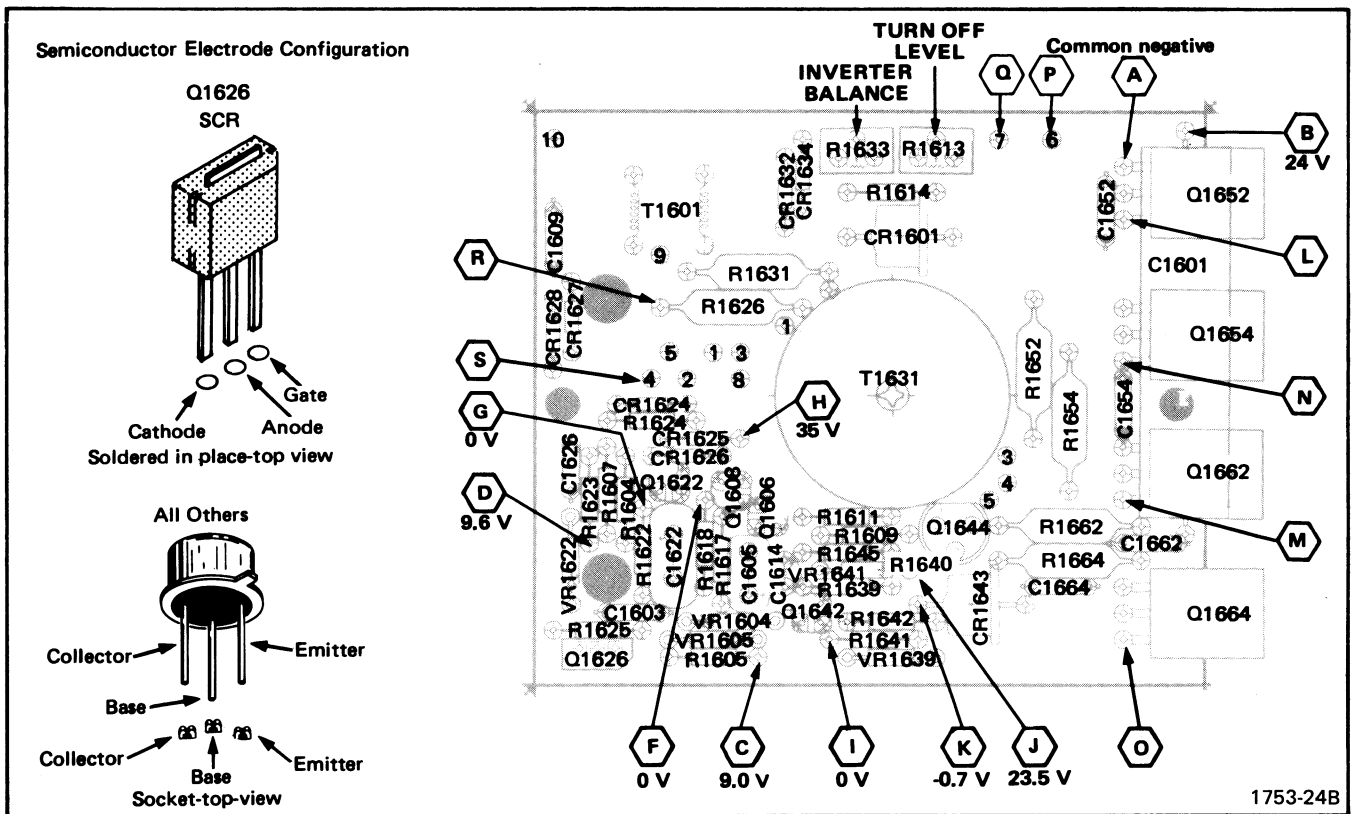 Semiconductor Electrode Configuration
Q1626
SCR
Gate
Cathode
Anode
Soldered in place-top view
All Others
Collector
Emitter
Base
Collector
Emitter
Base
Socket-top-view
TURN OFF
LEVEL
INVERTER
BALANCE
Common negative
Q
P
A
B
24 V
10
R1633
R1613
7
6
CR1632
CR1634
R1614
C1652
Q1652
T1601
C1609
CR1601
L
C1601
R
9
R1631
R1626
CR1628
CR1627
1
Q1654
S
5
1
3
4
2
8
R1652
T1631
R1654
C1654
N
G
0 V
CR1624
R1624
H
35 V
CR1625
CR1626
C1626
R1623
R1607
R1604
Q1622
Q1608
Q1606
3
4
5
Q1662
D
9.6 V
VR1622
R1622
C1622
R1618
R1617
C1605
C1614
R1611
R1609
R1645
Q1644
R1662
M
C1662
VR1641
R1640
R1664
R1639
C1664
CR1643
C1603
VR1604
Q1642
R1642
Q1664
R1625
VR1605
R1641
Q1626
R1605
VR1639
F
0 V
C
9.0 V
I
0 V
K
-0.7 V
J
23.5 V
O
1753-24B